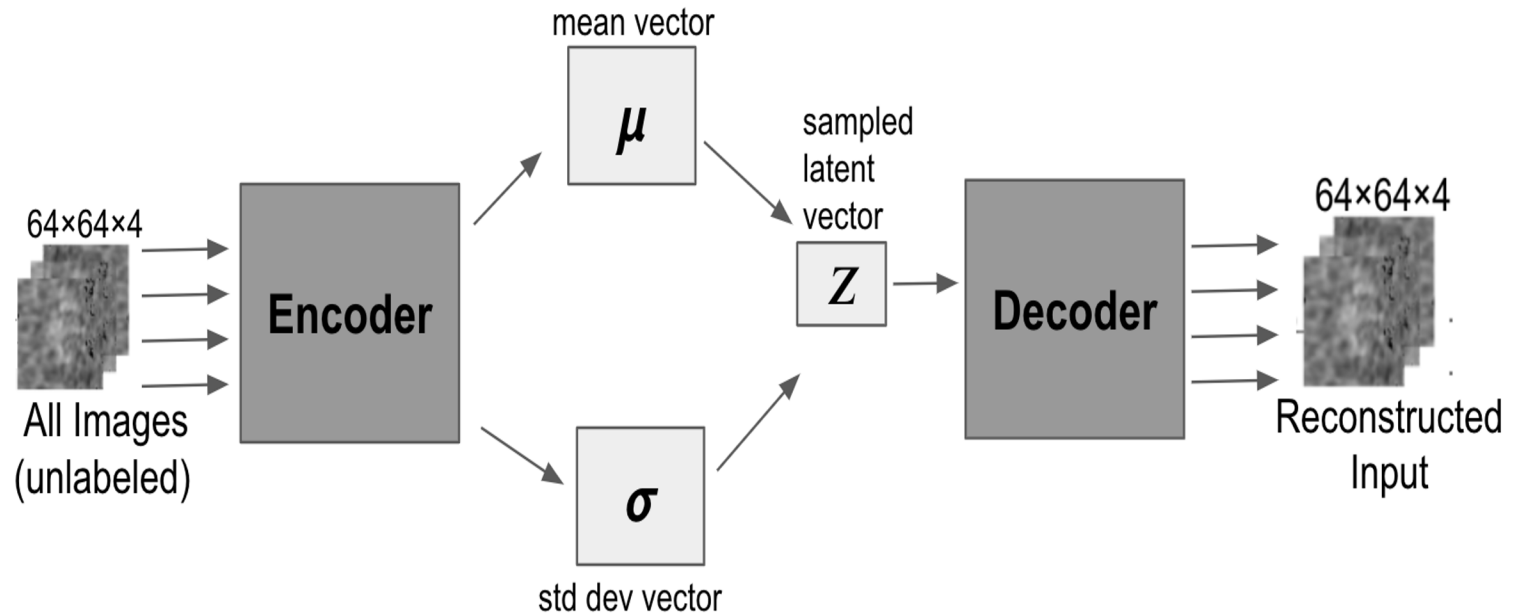 mean vector
μ
sampled
latent
vector
64×64×4
64×64×4
Encoder
Z
Decoder
All Images
(unlabeled)
Reconstructed
Input
σ
std dev vector